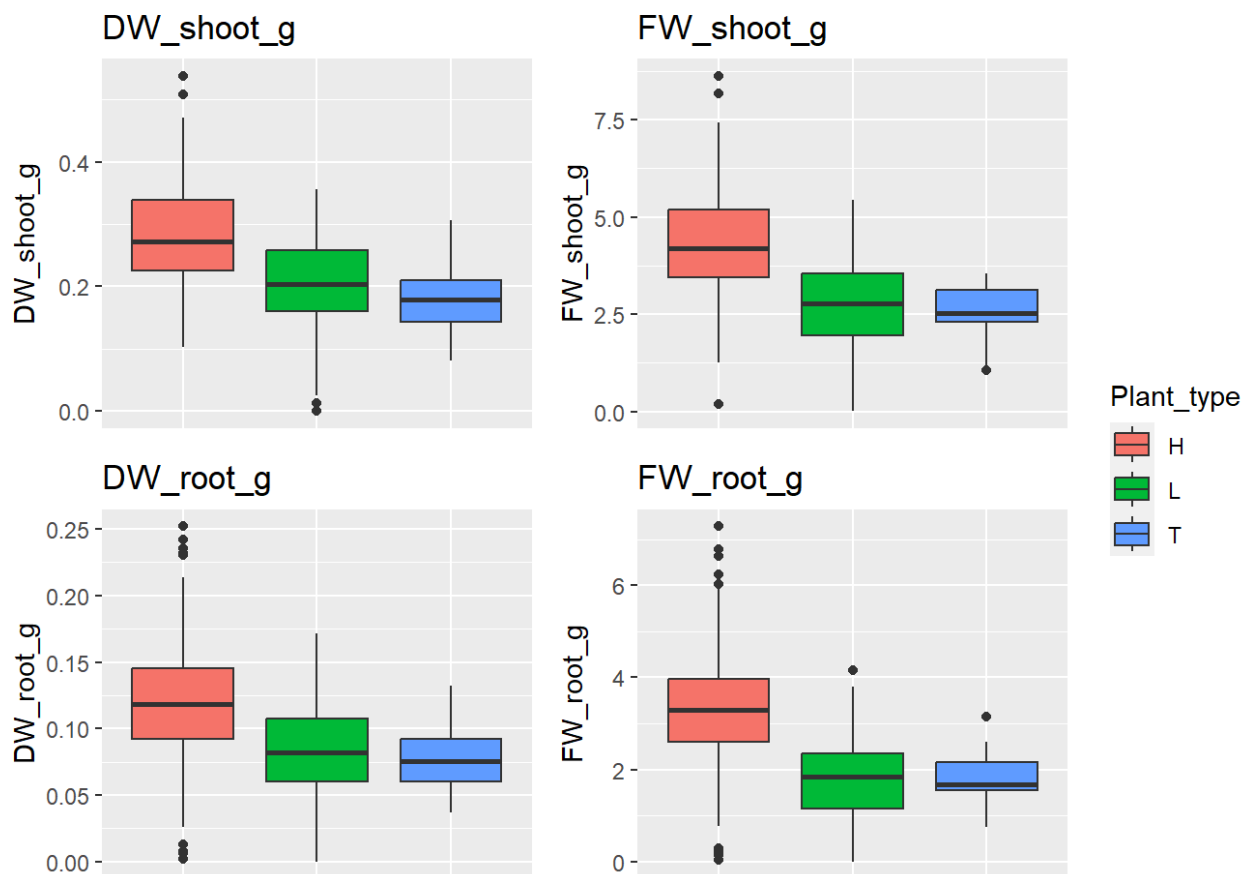 DW_shoot_g
DW_shoot_g
0.4
0.2
0.0
FW_shoot_g
FW_shoot_g
7.5
5.0
2.5
0.0
DW_root_g
DW_root_g
0.25
0.20
0.15
0.10
0.05
0.00
FW_root_g
FW_root_g
6
4
2
0
Plant_type
H
L
T